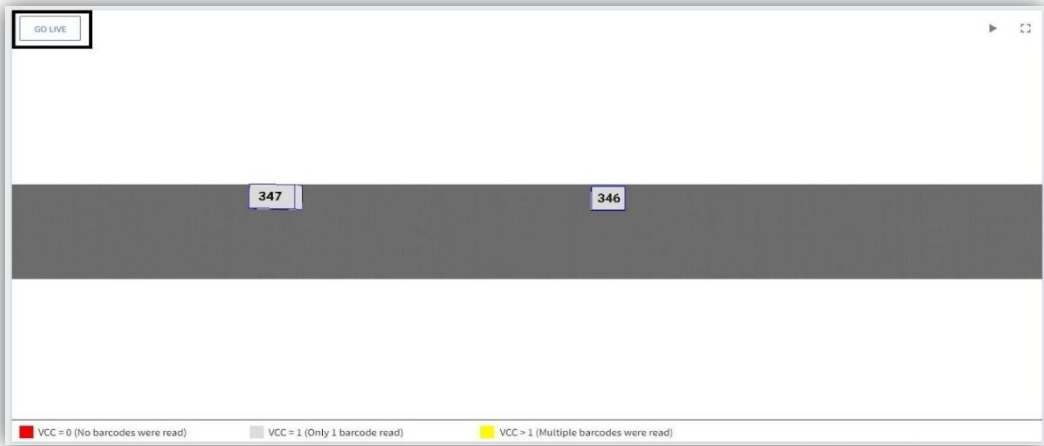 GO LIVE
347
346
VCC = 0 (No barcodes were read)
VCC = 1 (Only 1 barcode read)
VCC > 1 (Multiple barcodes were read)